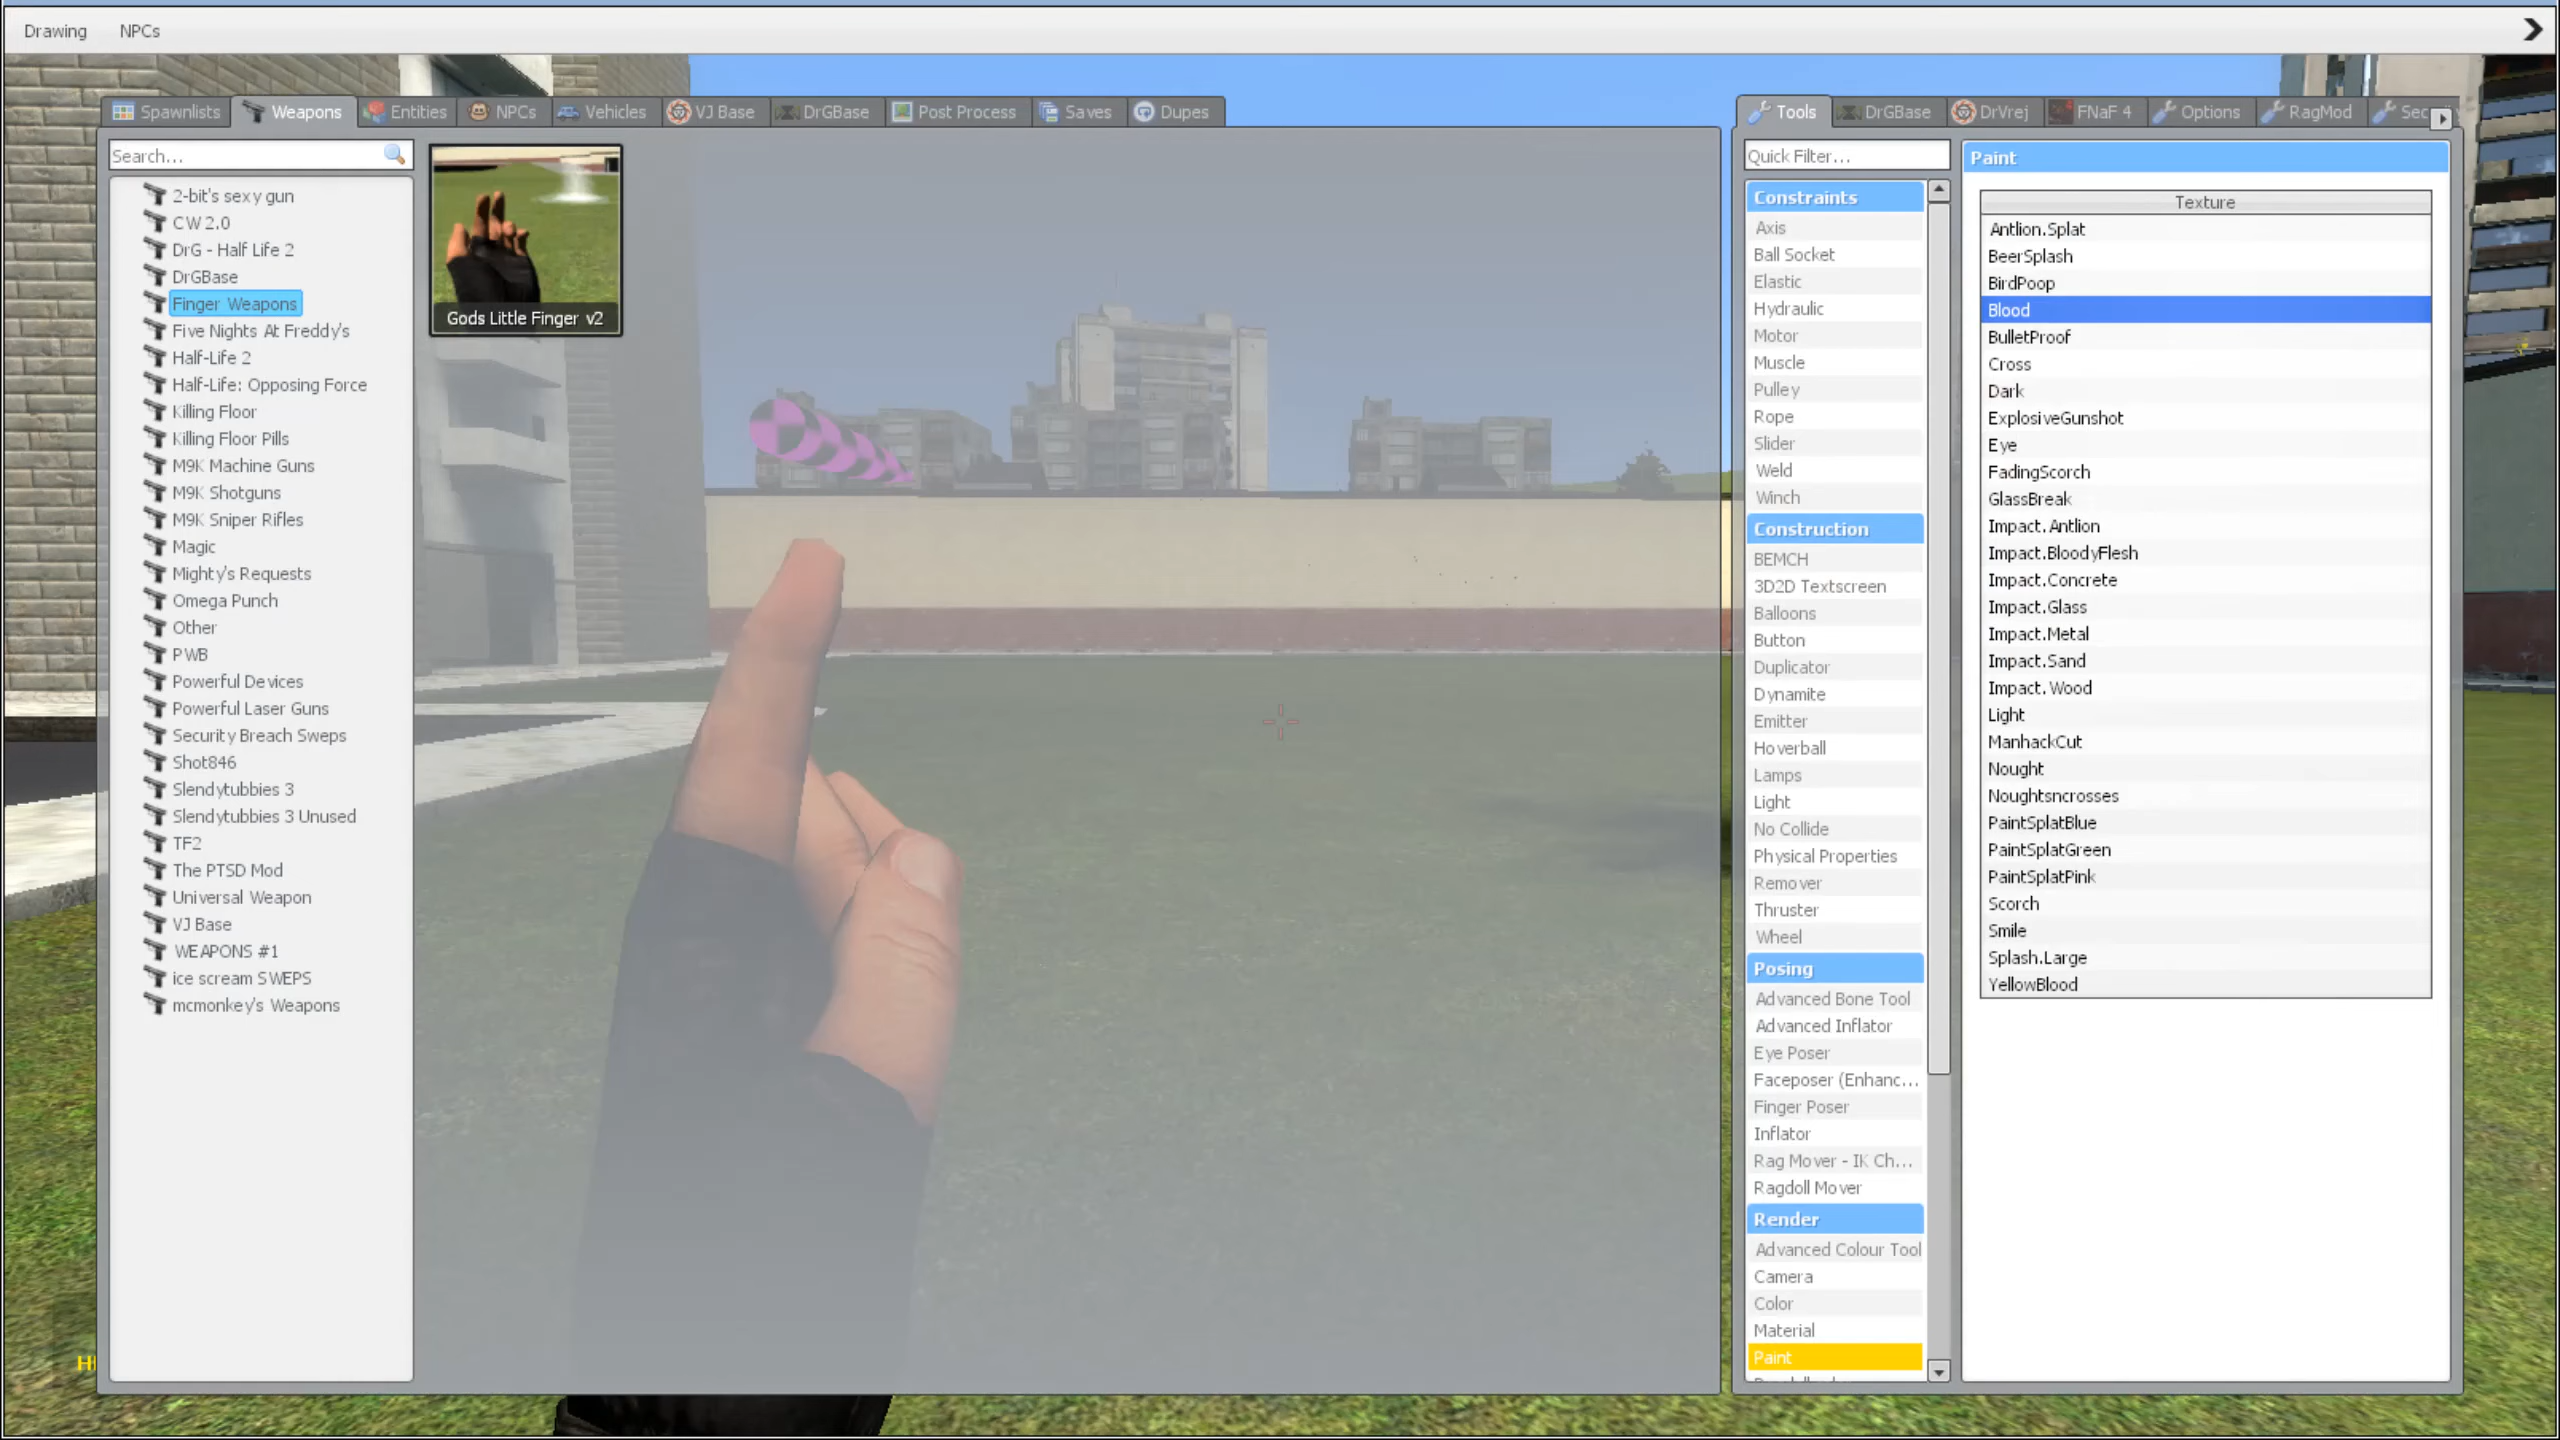 Drawing
NPCs
Spawnlists
Weapons
Entities
NPCs
Vehicles
VJ Base
DrGBase
Post Process
Saves
Dupes
Search...
2-bit's sexy gun
CW 2.0
DrG - Half Life 2
DrGBase
Finger Weapons
Five Nights At Freddy's
Half-Life 2
Half-Life: Opposing Force
Killing Floor
Killing Floor Pills
M9K Machine Guns
M9K Shotguns
M9K Sniper Rifles
Magic
Mighty's Requests
Omega Punch
Other
PWB
Powerful Devices
Powerful Laser Guns
Security Breach Sweps
Shot846
Slendytubbies 3
Slendytubbies 3 Unused
TF2
The PTSD Mod
Universal Weapon
VJ Base
WEAPONS #1
ice scream SWEPS
mcmonkey's Weapons
Gods Little Finger v2
Tools
DrGBase
DrVrej
FNaF 4
Options
RagMod
Sec
Quick Filter...
Constraints
Axis
Ball Socket
Elastic
Hydraulic
Motor
Muscle
Pulley
Rope
Slider
Weld
Winch
Construction
BEMCH
3D2D Textscreen
Balloons
Button
Duplicator
Dynamite
Emitter
Hoverball
Lamps
Light
No Collide
Physical Properties
Remover
Thruster
Wheel
Posing
Advanced Bone Tool
Advanced Inflator
Eye Poser
Faceposer (Enhanc...
Finger Poser
Inflator
Rag Mover - IK Ch...
Ragdoll Mover
Render
Advanced Colour Tool
Camera
Color
Material
Paint
Paint
Texture
Antlion.Splat
BeerSplash
BirdPoop
Blood
BulletProof
Cross
Dark
ExplosiveGunshot
Eye
FadingScorch
GlassBreak
Impact.Antlion
Impact.BloodyFlesh
Impact.Concrete
Impact.Glass
Impact.Metal
Impact.Sand
Impact.Wood
Light
ManhackCut
Nought
Noughtsncrosses
PaintSplatBlue
PaintSplatGreen
PaintSplatPink
Scorch
Smile
Splash.Large
YellowBlood